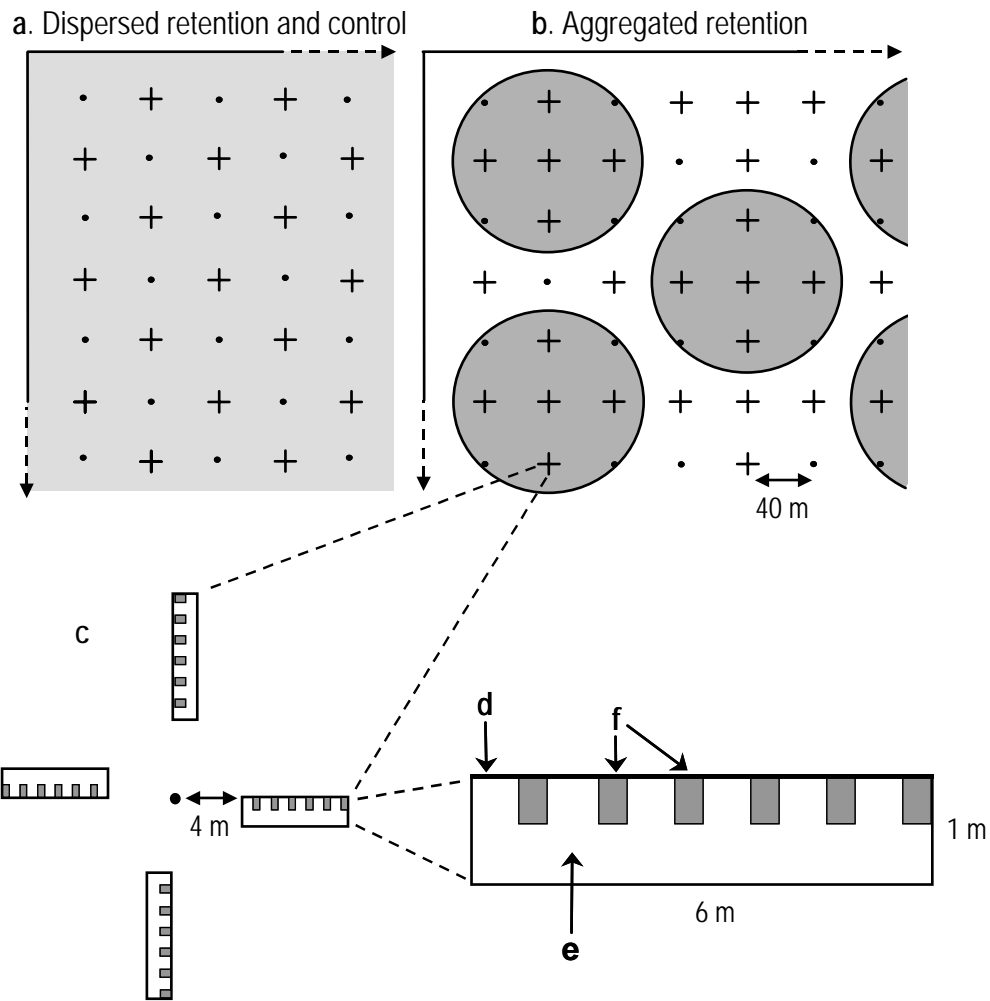 a. Dispersed retention and control
b. Aggregated retention
40 m
c
d
f
4 m
1 m
6 m
e